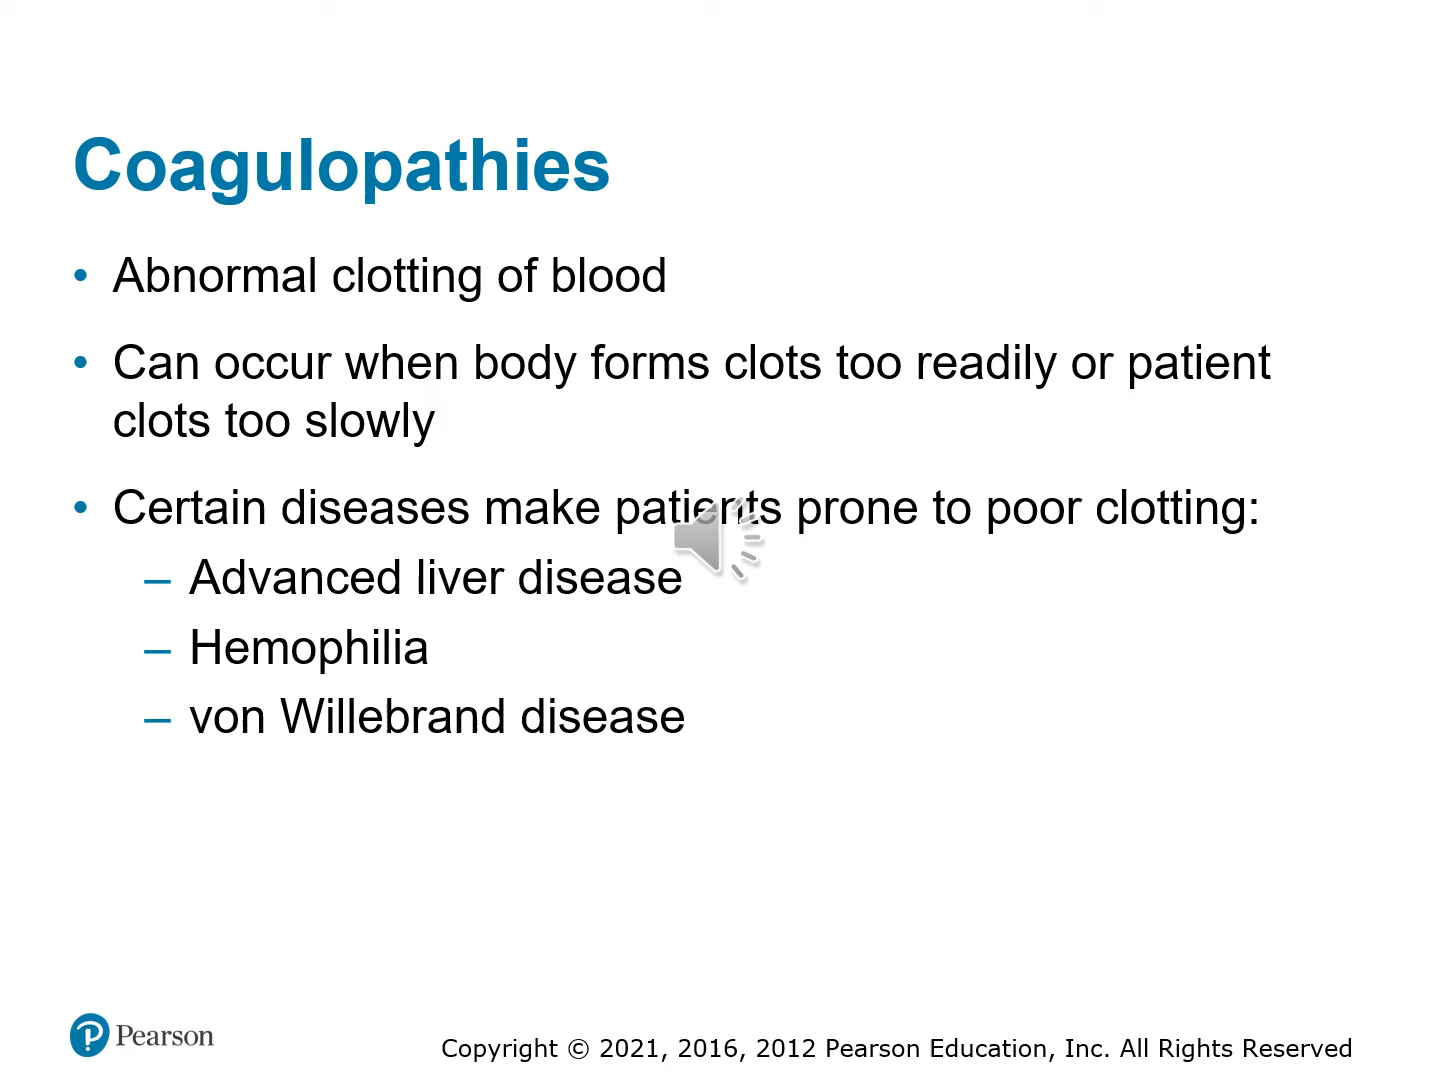 Coagulopathies
• Abnormal clotting of blood
• Can occur when body forms clots too readily or patient
clots too slowly
• Certain diseases make patients prone to poor clotting:
– Advanced liver disease
– Hemophilia
– von Willebrand disease
Pearson
Copyright © 2021, 2016, 2012 Pearson Education, Inc. All Rights Reserved